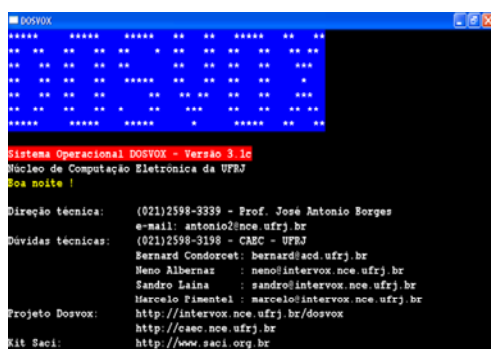 DOSVOX
DOSVOX
Sistema Operacional DOSVOX - Versão 3.1c
Núcleo de Computação Eletrônica da UFRJ
Boa noite !
Direção técnica: (021)2598-3339 - Prof. José Antonio Borges
e-mail: antonio2@nce.ufrj.br
Dúvidas técnicas: (021)2598-3198 - CAEC - UFRJ
Bernard Condorcet: bernard@acd.ufrj.br
Neno Albernaz : neno@intervox.nce.ufrj.br
Sandro Laina : sandro@intervox.nce.ufrj.br
Marcelo Pimentel : marcelo@intervox.nce.ufrj.br
Projeto Dosvox: http://intervox.nce.ufrj.br/dosvox
http://caec.nce.ufrj.br
Kit Saci: http://www.saci.org.br